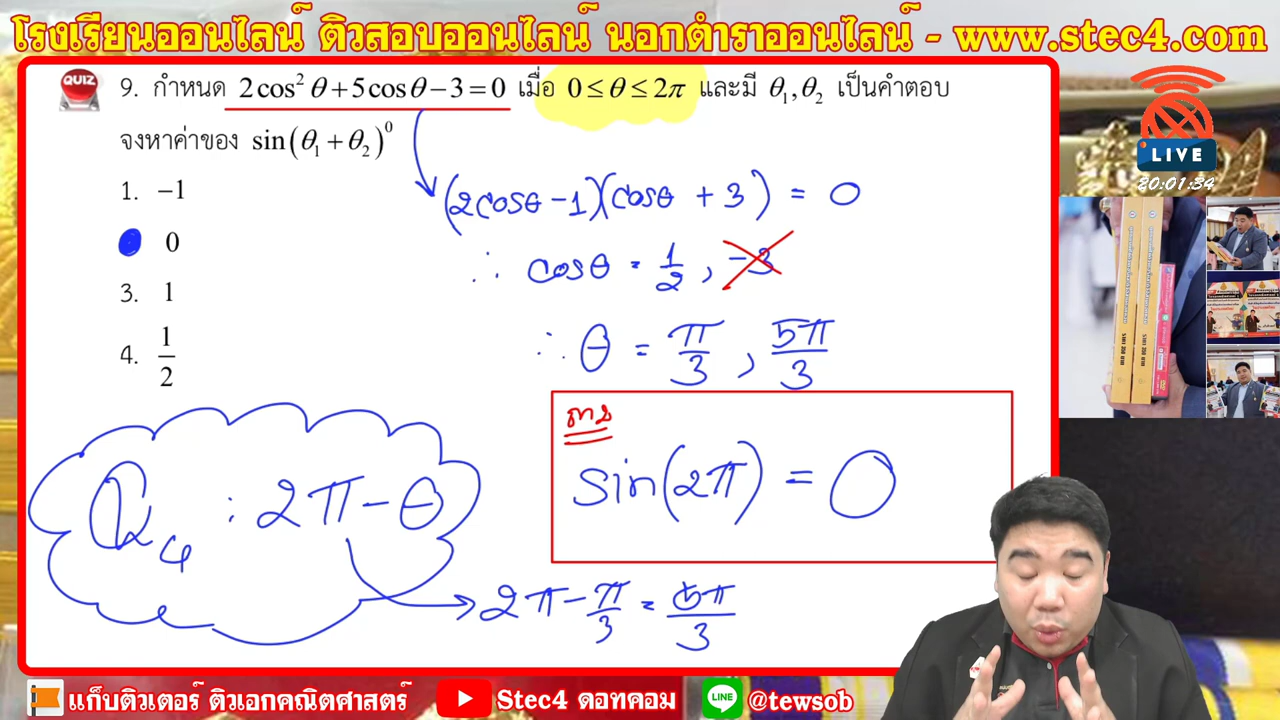 โรงเรียนออนไลน์ ติวสอบออนไลน์ นอกตำราออนไลน์ - www.stec4.com
QUIZ
9. กำหนด 2cos² θ+5cosθ−3=0 เมื่อ 0≤θ≤2π และมี θ₁,θ₂ เป็นคำตอบ
จงหาค่าของ sin(θ₁+θ₂)⁰
1. −1
0
3. 1
4. 1/2
(2cosθ −1)(cosθ + 3) = 0
∴ cosθ = 1/2, −3
∴ θ = π/3, 5π/3
sin(2π) = 0
Q₄ : 2π−θ
2π−π/3 = 5π/3
LIVE
20:01:34
แก๊บติวเตอร์ ติวเอกคณิตศาสตร์
Stec4 ดอทคอม
LINE
@tewsob